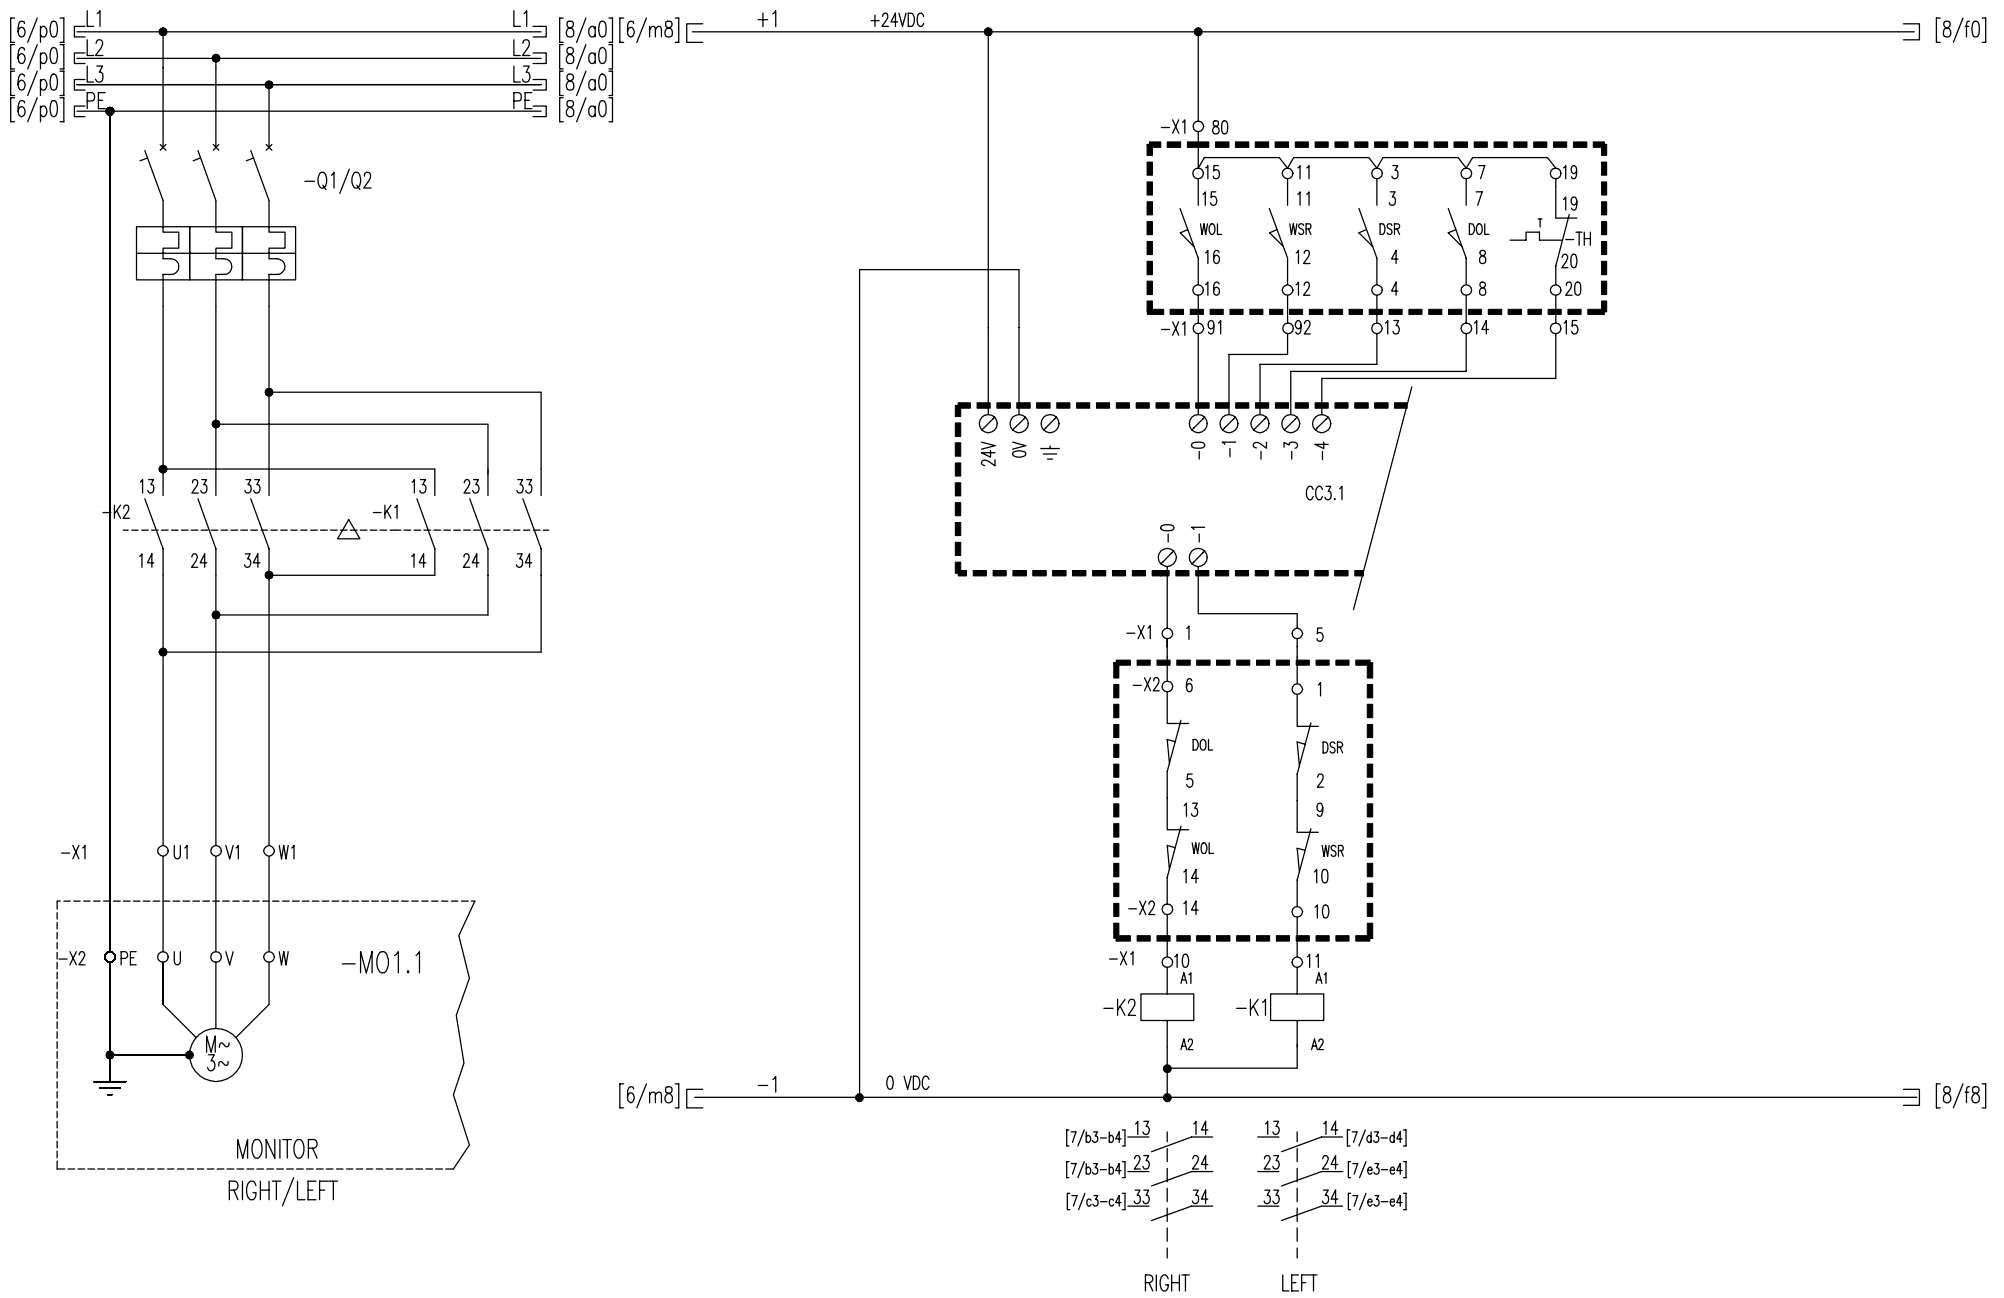 [6/p0] L1 L1 [8/a0] [6/m8] +1 +24VDC [8/f0]
[6/p0] L2 L2 [8/a0]
[6/p0] L3 L3 [8/a0]
[6/p0] PE PE [8/a0]
-X1 80
-Q1/Q2
15 11 3 7 19
15 11 3 7 19
T
WOL WSR DSR DOL -TH
16 12 4 8 20
16 12 4 8 20
-X1 91 92 13 14 15
24V 0V -0 -1 -2 -3 -4
CC3.1
13 23 33 13 23 33
-K2 -K1
14 24 34 14 24 34
-0 -1
-X1 1 5
-X2 6 1
DOL DSR
5 2
13 9
WOL WSR
14 10
-X2 14 10
-X1 U1 V1 W1
-X2 PE U V W -M01.1
-X1 10 11
A1 A1
-K2 -K1
A2 A2
M~
3~
[6/m8] -1 0 VDC [8/f8]
MONITOR
RIGHT/LEFT
[7/b3-b4] 13 14 13 14 [7/d3-d4]
[7/b3-b4] 23 24 23 24 [7/e3-e4]
[7/c3-c4] 33 34 33 34 [7/e3-e4]
RIGHT LEFT